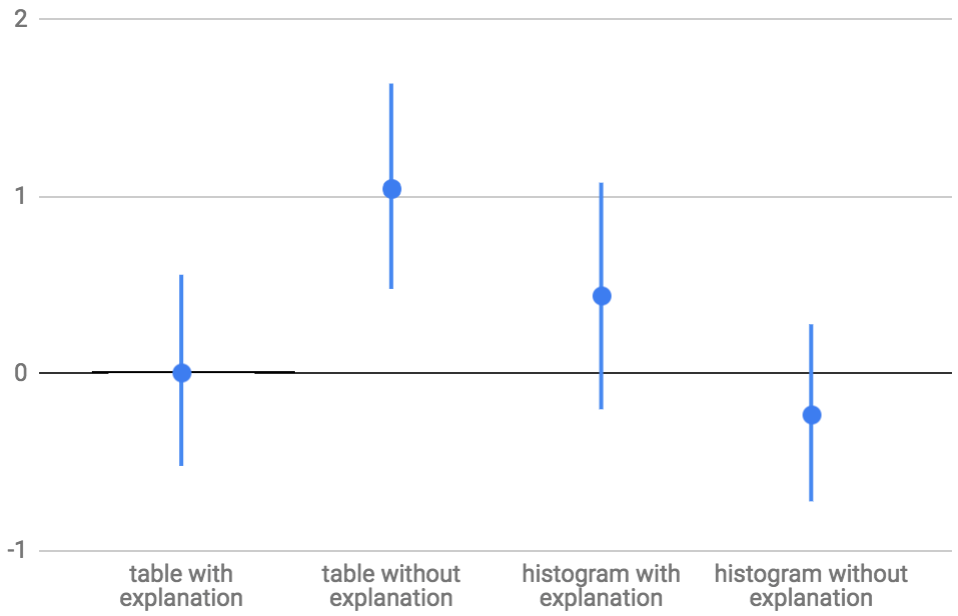 2
1
0
-1
table with
explanation
table without
explanation
histogram with
explanation
histogram without
explanation